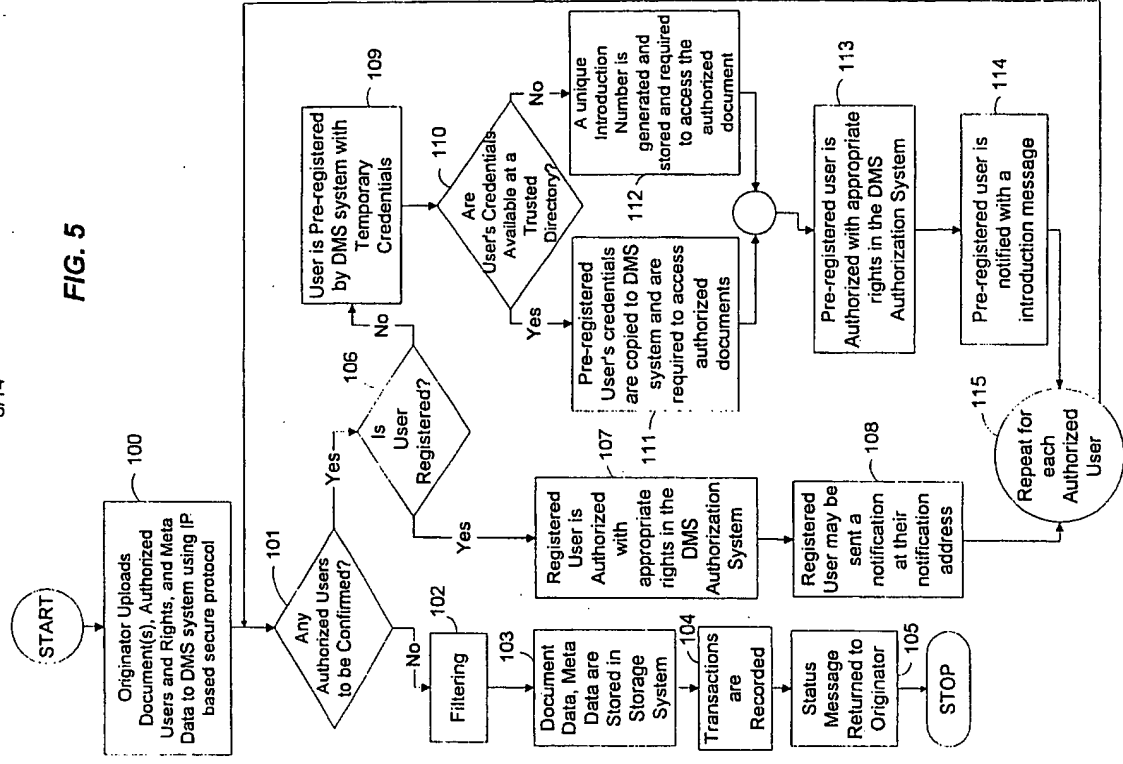 FIG. 5
START
100
Originator Uploads
Document(s), Authorized
Users and Rights, and Meta
Data to DMS system using IP
based secure protocol
101
Any
Authorized Users
to be Confirmed?
No
Yes
102
Filtering
103
Document
Data, Meta
Data are
Stored in
Storage
System
104
Transactions
are
Recorded
Status
Message
Returned to
Originator
105
STOP
106
Is
User
Registered?
Yes
No
107
Registered
User is
Authorized
with
appropriate
rights in the
DMS
Authorization
System
108
Registered
User may be
sent a
notification
at their
notification
address
109
User is Pre-registered
by DMS system with
Temporary
Credentials
110
Are
User's Credentials
Available at a
Trusted
Directory?
Yes
No
Pre-registered
User's credentials
are copied to DMS
system and are
required to access
authorized
documents
111
A unique
Introduction
Number is
generated and
stored and required
to access the
authorized
document
112
113
Pre-registered user is
Authorized with appropriate
rights in the DMS
Authorization System
114
Pre-registered user is
notified with a
introduction message
115
Repeat for
each
Authorized
User